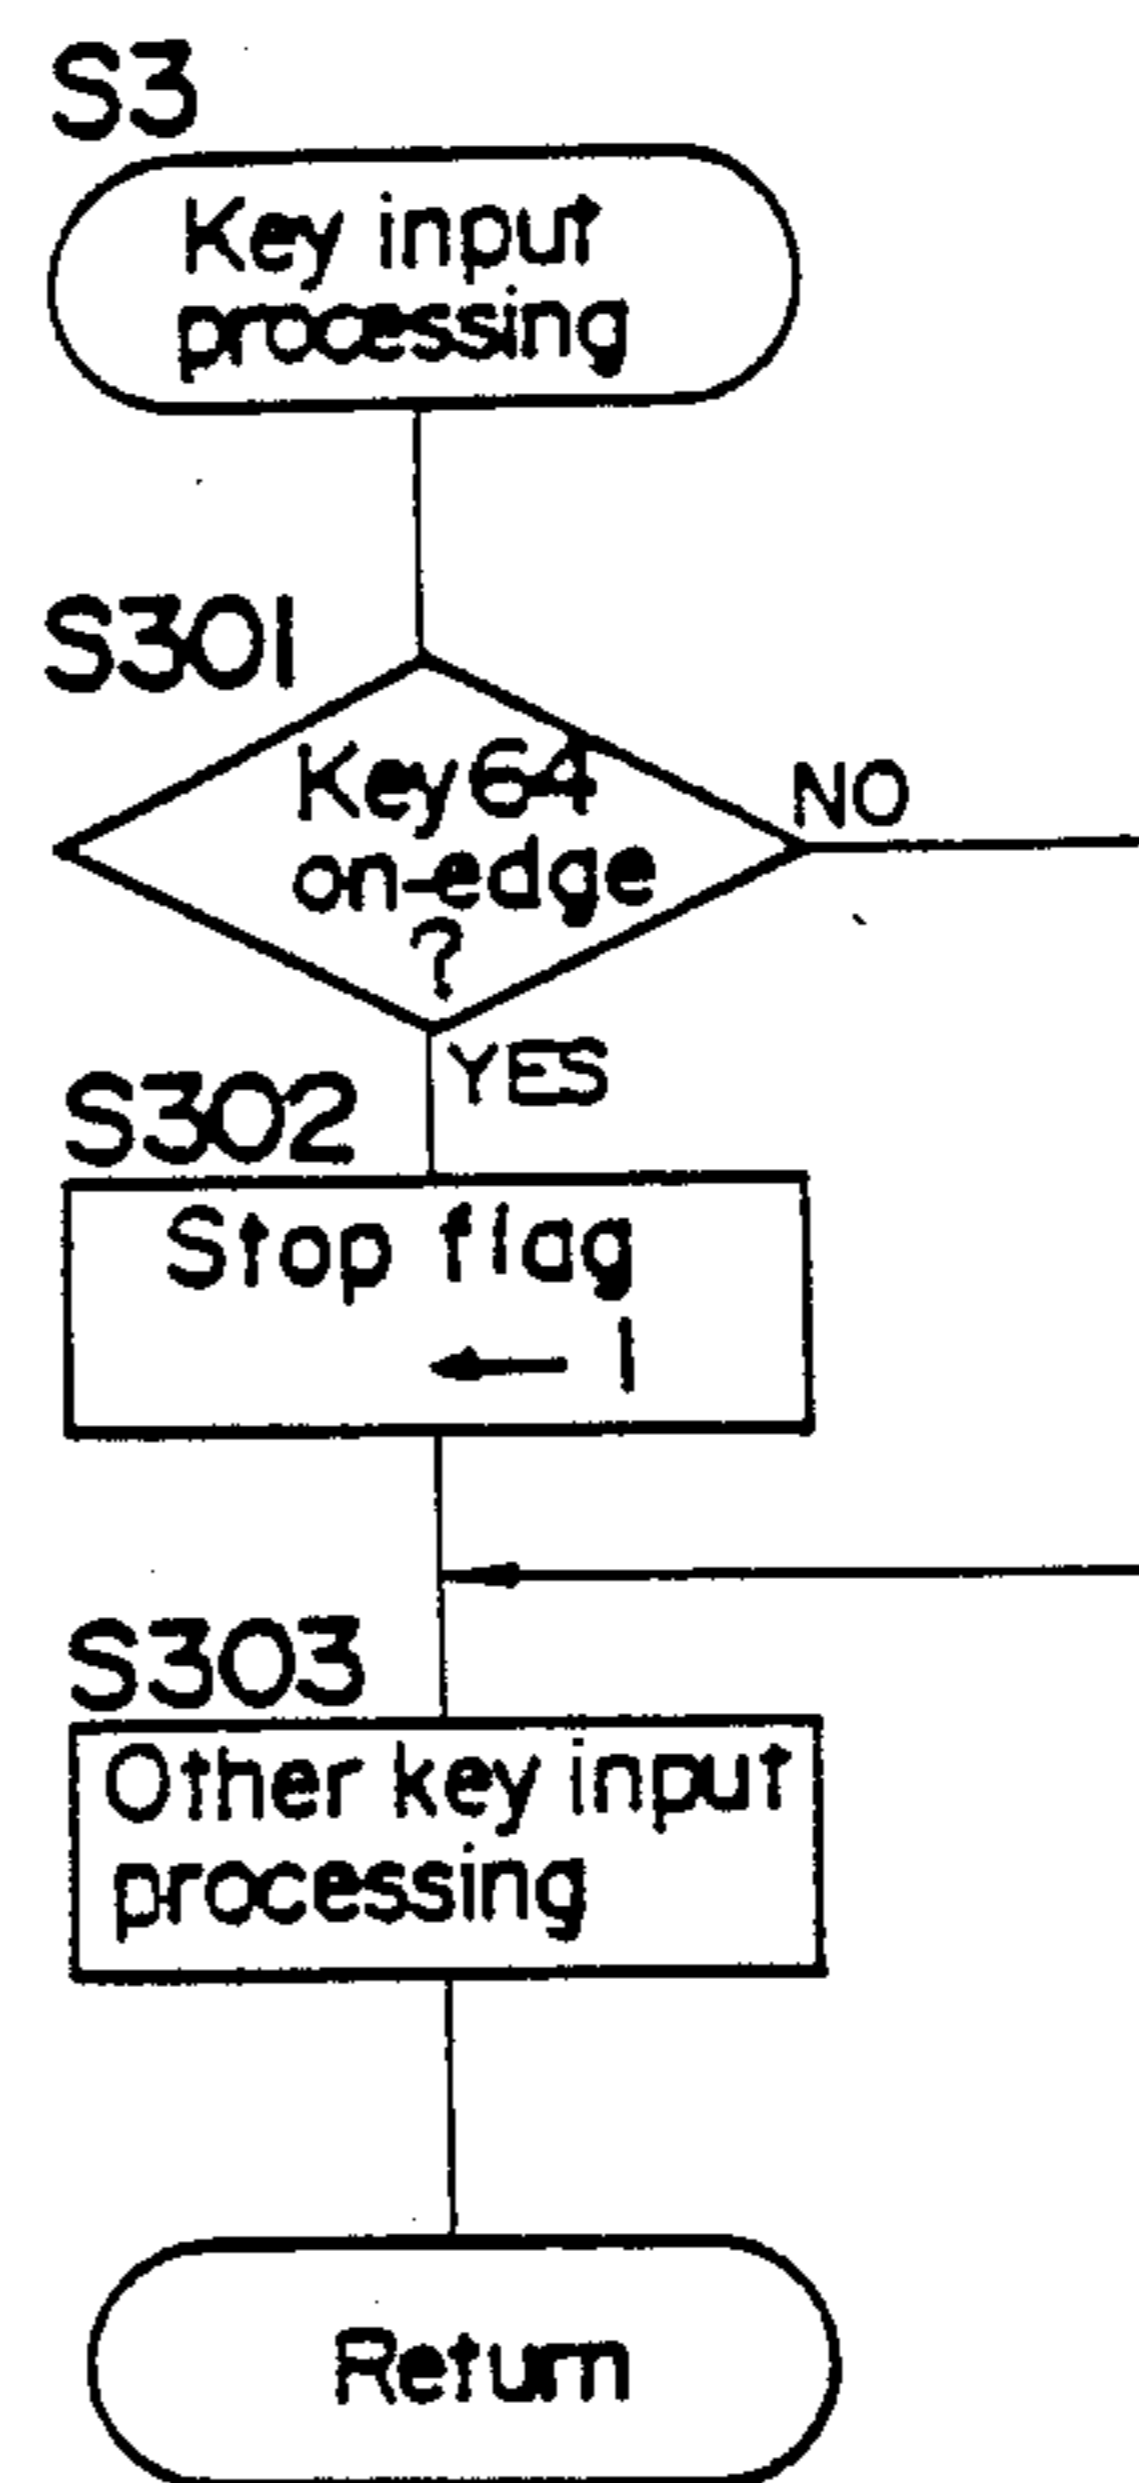 S3
Key input
processing
S301
Key 64
on-edge
?
NO
YES
S302
Stop flag
← 1
S303
Other key input
processing
Return